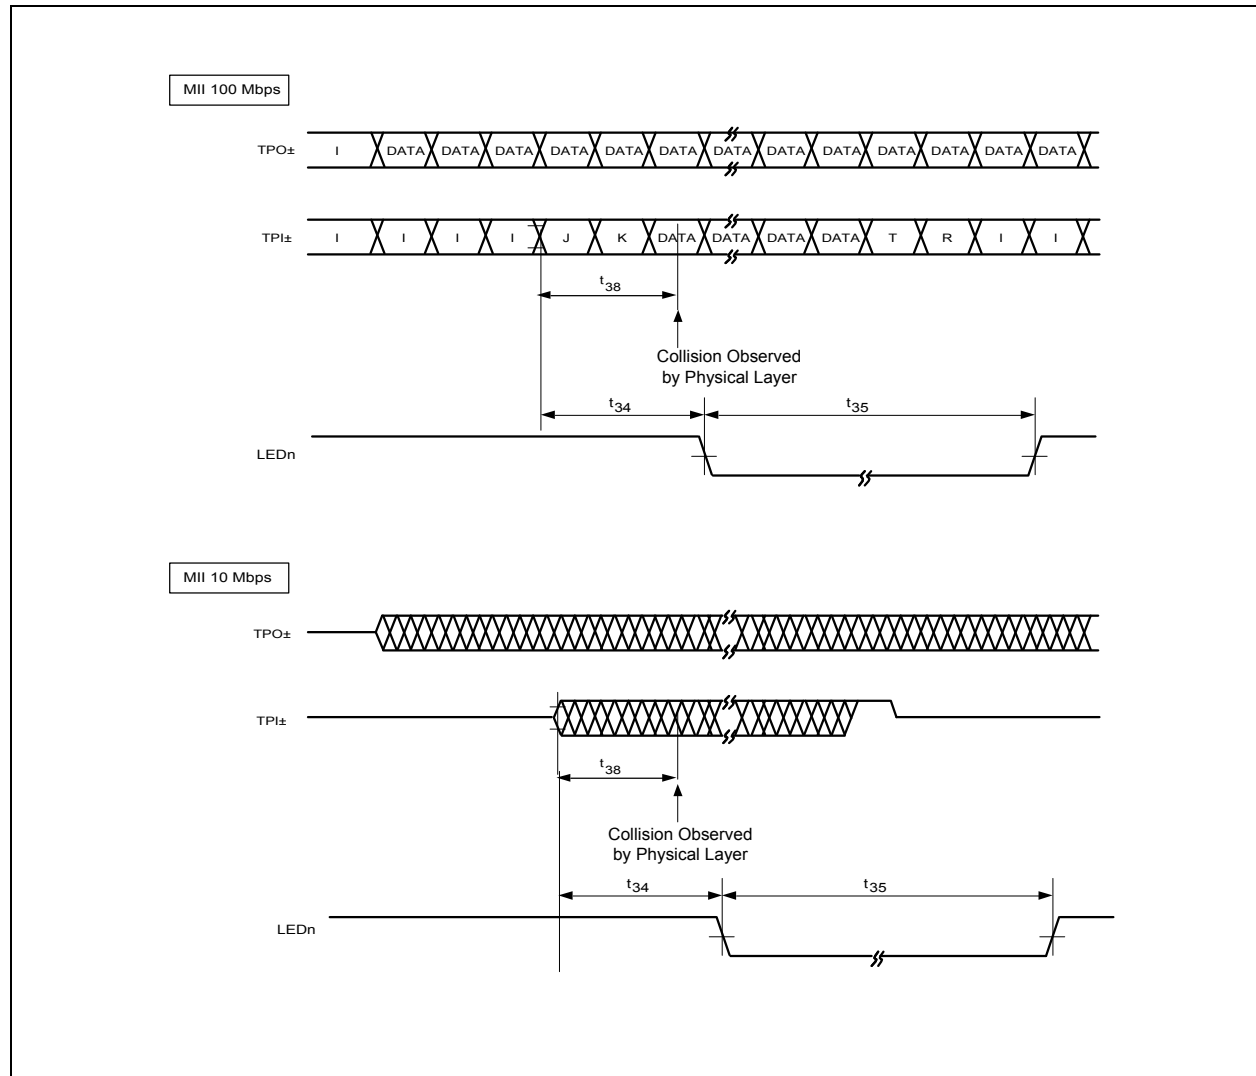 MII 100 Mbps
TPO± I DATA DATA DATA DATA DATA DATA DATA DATA DATA DATA DATA DATA DATA
TPI± I I I I J K DATA DATA DATA DATA T R I I
t38
Collision Observed
by Physical Layer
t34 t35
LEDn
MII 10 Mbps
TPO±
TPI±
t38
Collision Observed
by Physical Layer
t34 t35
LEDn